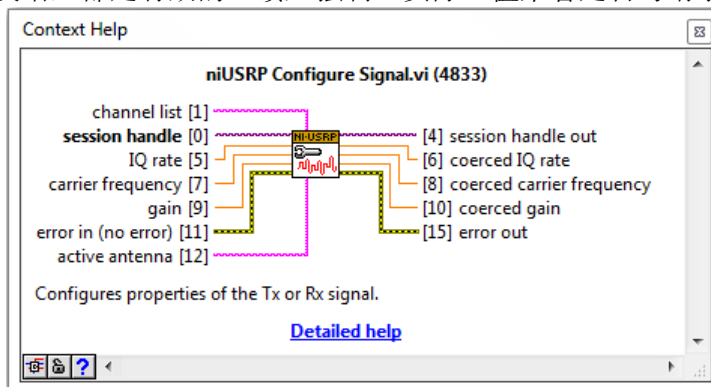 Context Help
niUSRP Configure Signal.vi (4833)
channel list [1]
session handle [0]
[4] session handle out
IQ rate [5]
[6] coerced IQ rate
carrier frequency [7]
[8] coerced carrier frequency
gain [9]
[10] coerced gain
error in (no error) [11]
[15] error out
active antenna [12]
NI-USRP
Configures properties of the Tx or Rx signal.
Detailed help
?